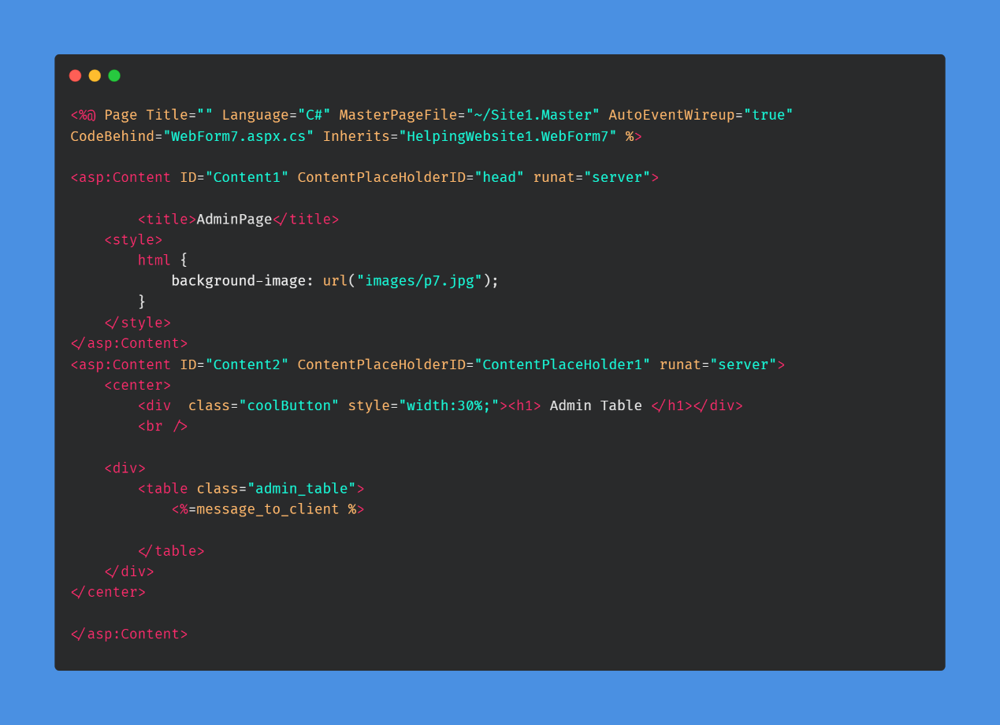 <%@ Page Title="" Language="C#" MasterPageFile="~/Site1.Master" AutoEventWireup="true"
CodeBehind="WebForm7.aspx.cs" Inherits="HelpingWebsite1.WebForm7" %>
<asp:Content ID="Content1" ContentPlaceHolderID="head" runat="server">
<title>AdminPage</title>
<style>
html {
background-image: url("images/p7.jpg");
}
</style>
</asp:Content>
<asp:Content ID="Content2" ContentPlaceHolderID="ContentPlaceHolder1" runat="server">
<center>
<div  class="coolButton" style="width:30%;"><h1> Admin Table </h1></div>
<br />
<div>
<table class="admin_table">
<%=message_to_client %>
</table>
</div>
</center>
</asp:Content>